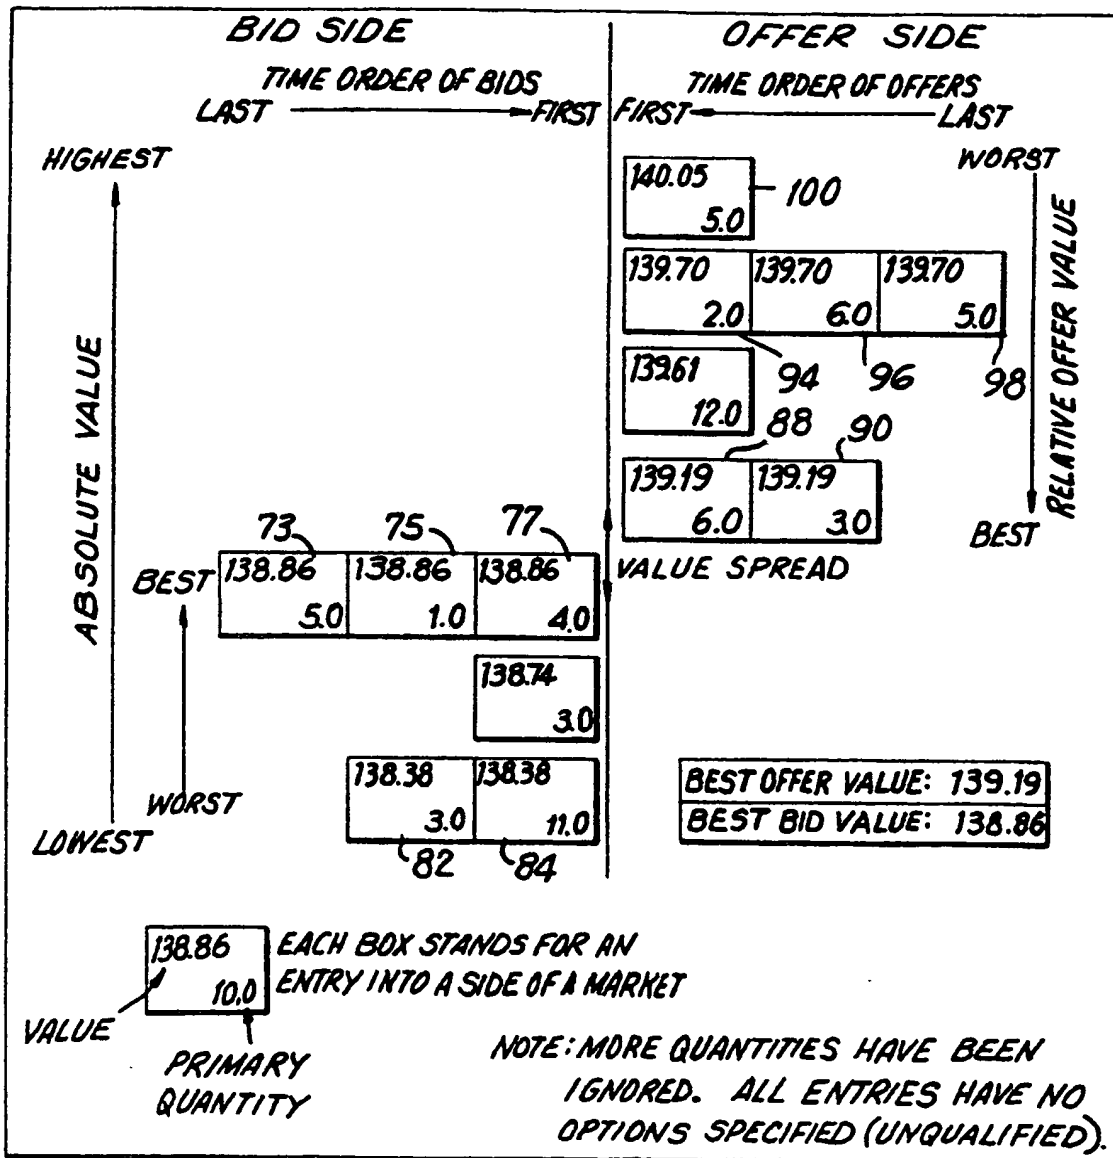 BID SIDE
OFFER SIDE
TIME ORDER OF BIDS
TIME ORDER OF OFFERS
LAST FIRST
FIRST LAST
HIGHEST
WORST
140.05
5.0
100
139.70 139.70 139.70
2.0 6.0 5.0
94 96 98
139.61
12.0
88 90
139.19 139.19
6.0 3.0
RELATIVE OFFER VALUE
BEST
ABSOLUTE VALUE
73 75 77
VALUE SPREAD
BEST
138.86 138.86 138.86
5.0 1.0 4.0
138.74
3.0
138.38 138.38
3.0 11.0
82 84
WORST
LOWEST
BEST OFFER VALUE: 139.19
BEST BID VALUE: 138.86
138.86
10.0
VALUE
PRIMARY
QUANTITY
EACH BOX STANDS FOR AN
ENTRY INTO A SIDE OF A MARKET
NOTE: MORE QUANTITIES HAVE BEEN
IGNORED. ALL ENTRIES HAVE NO
OPTIONS SPECIFIED (UNQUALIFIED).